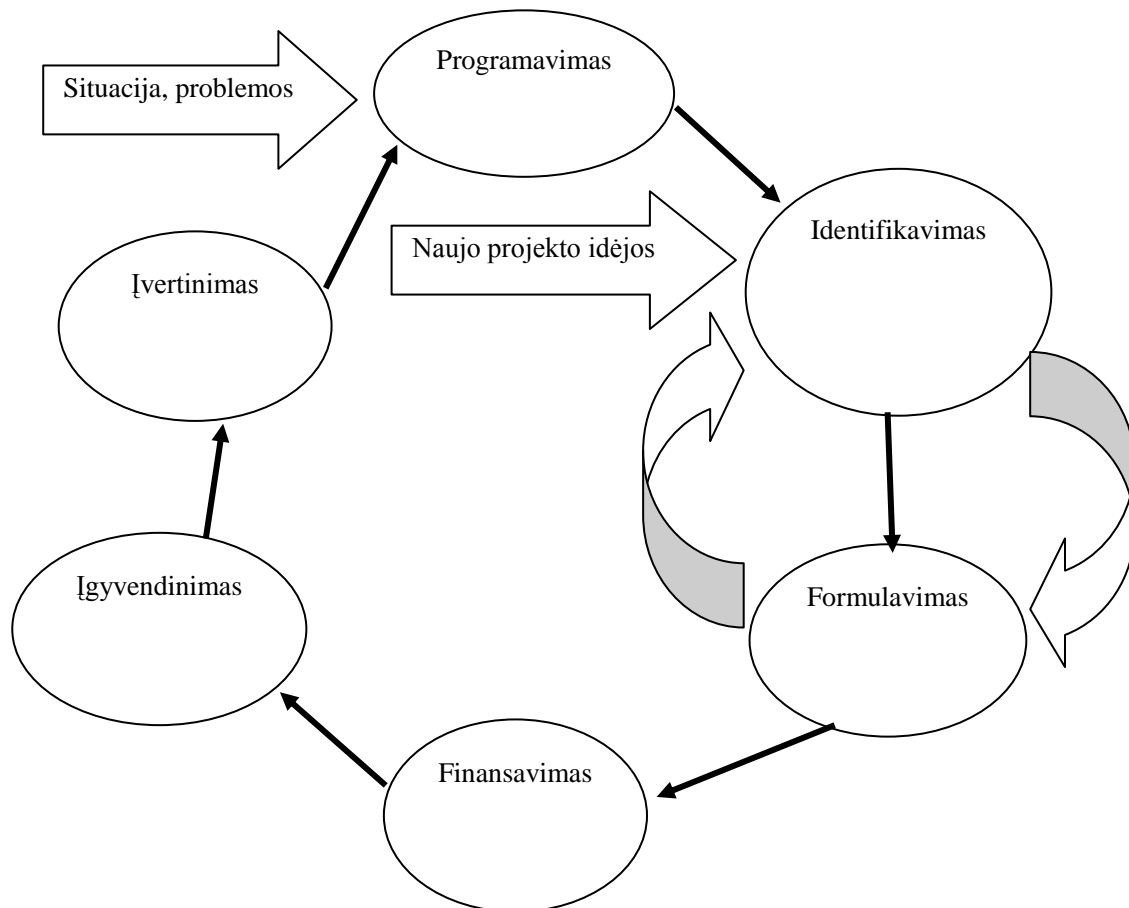 Programavimas
Situacija, problemos
Identifikavimas
Naujo projekto idėjos
Įvertinimas
Įgyvendinimas
Formulavimas
Finansavimas